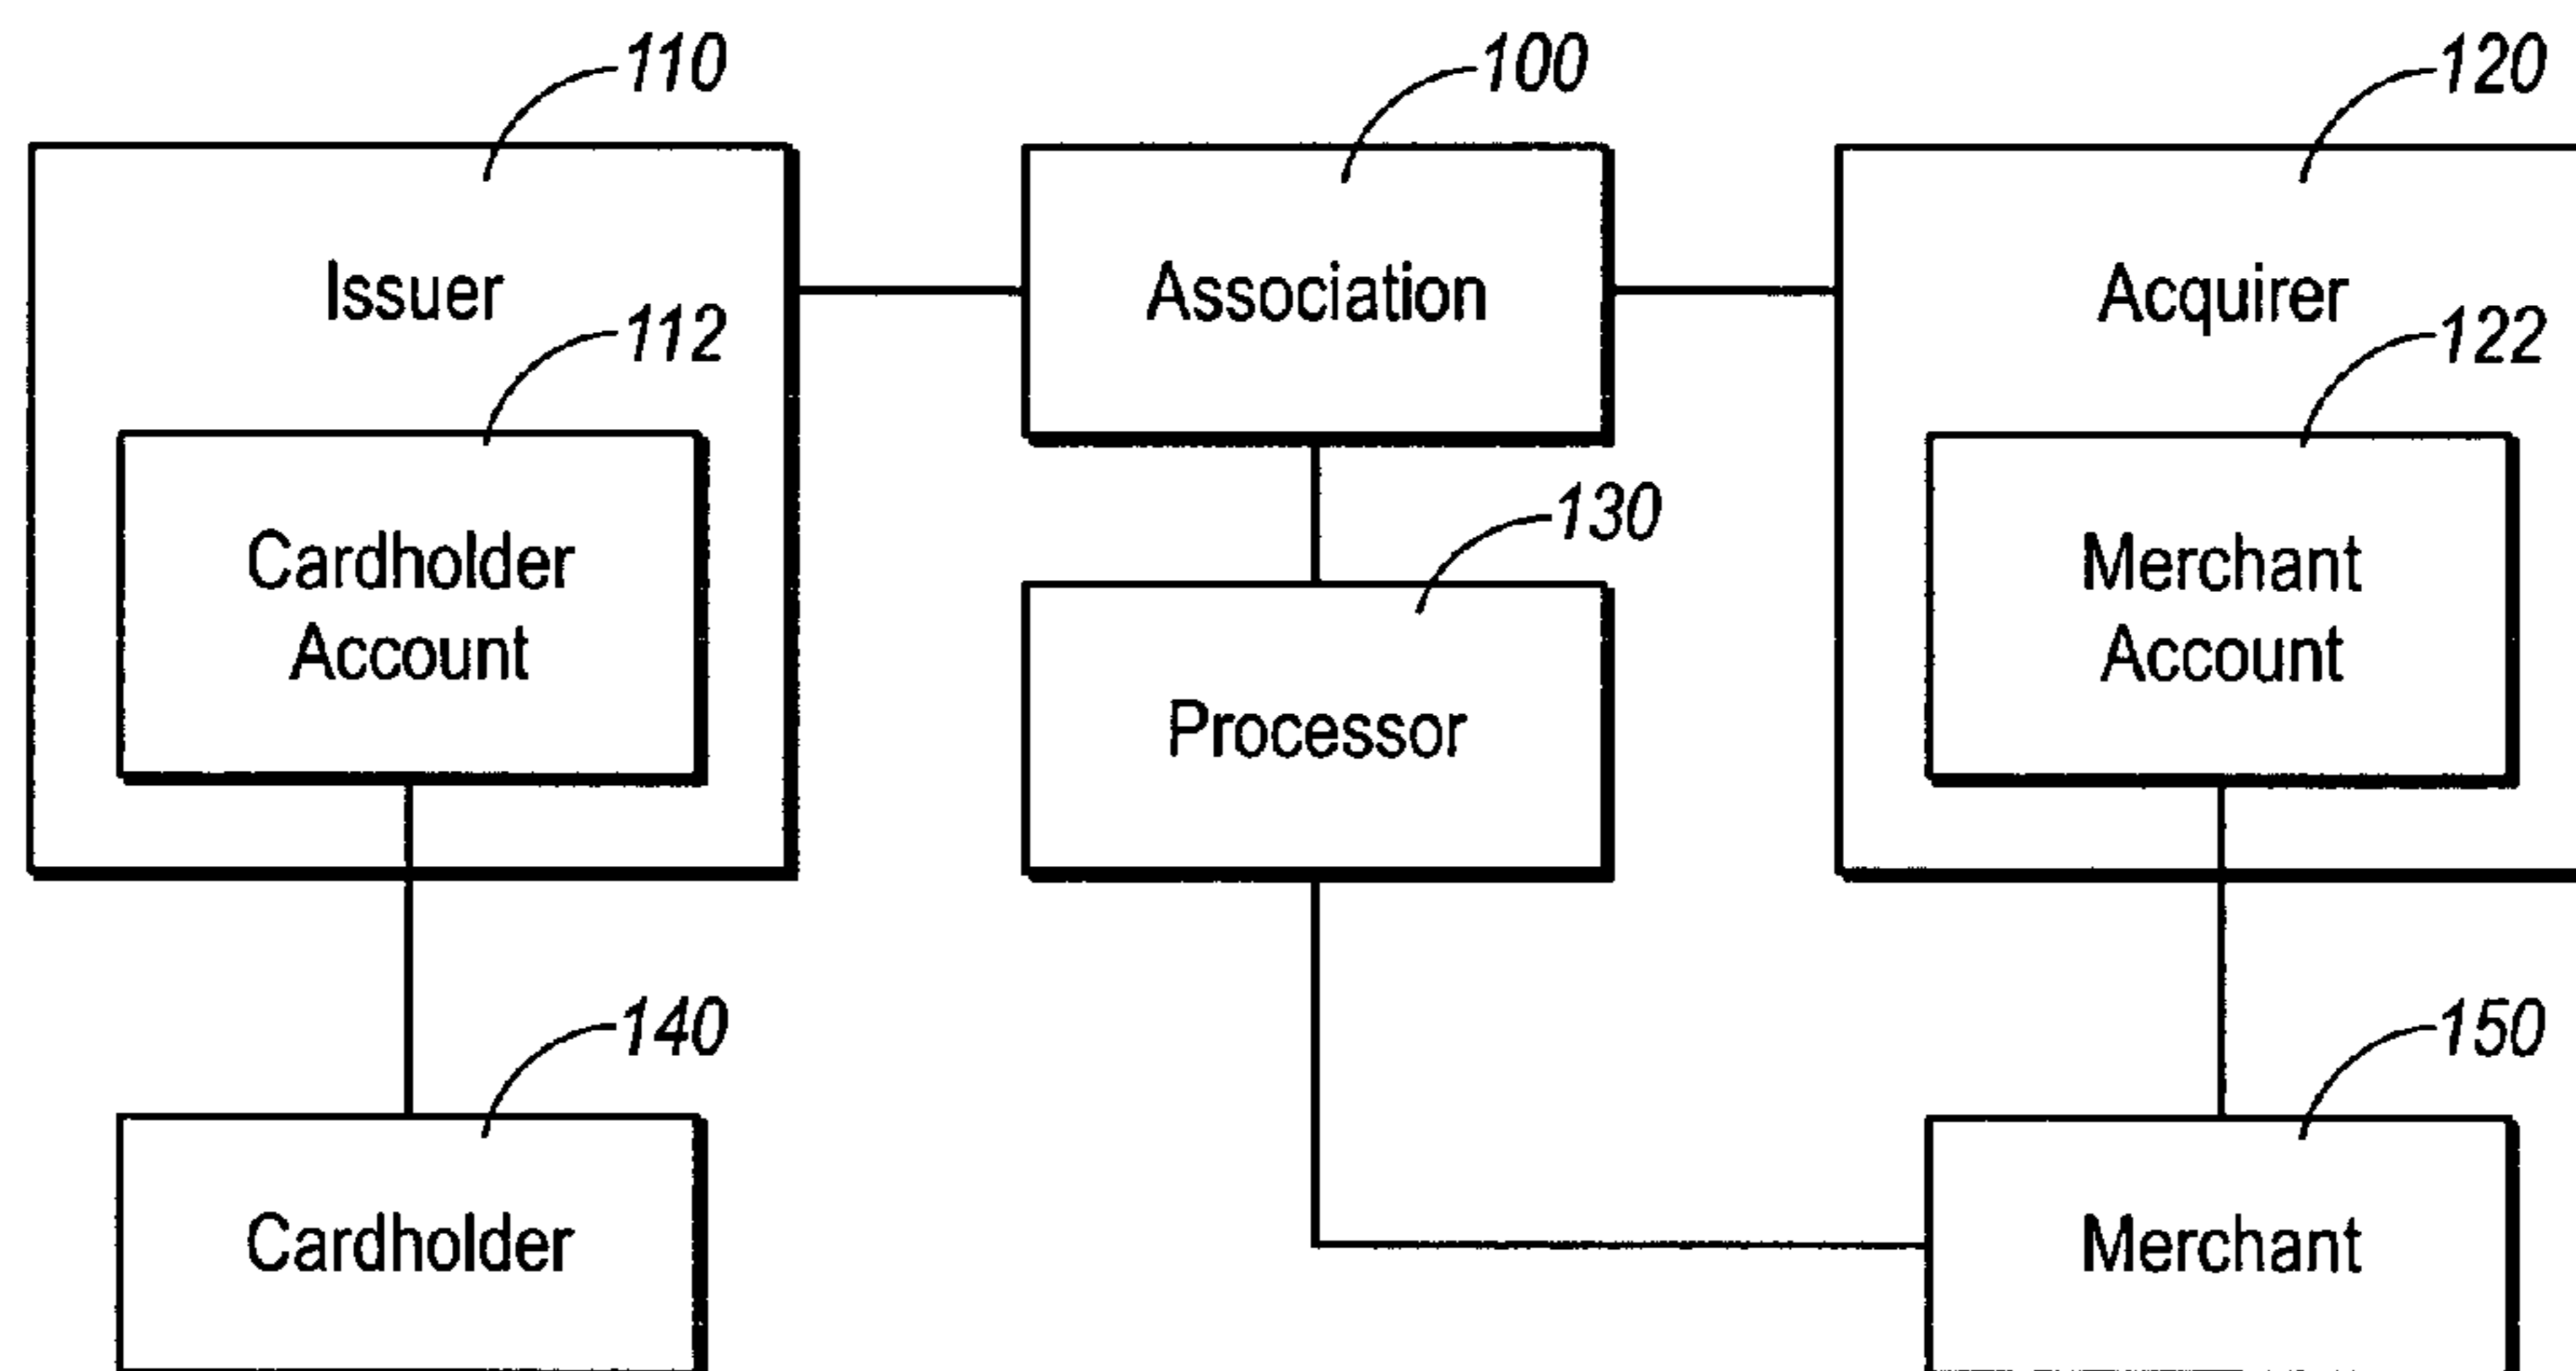 110
100
120
Issuer
Association
Acquirer
112
122
Cardholder
Account
Merchant
Account
130
Processor
140
150
Cardholder
Merchant